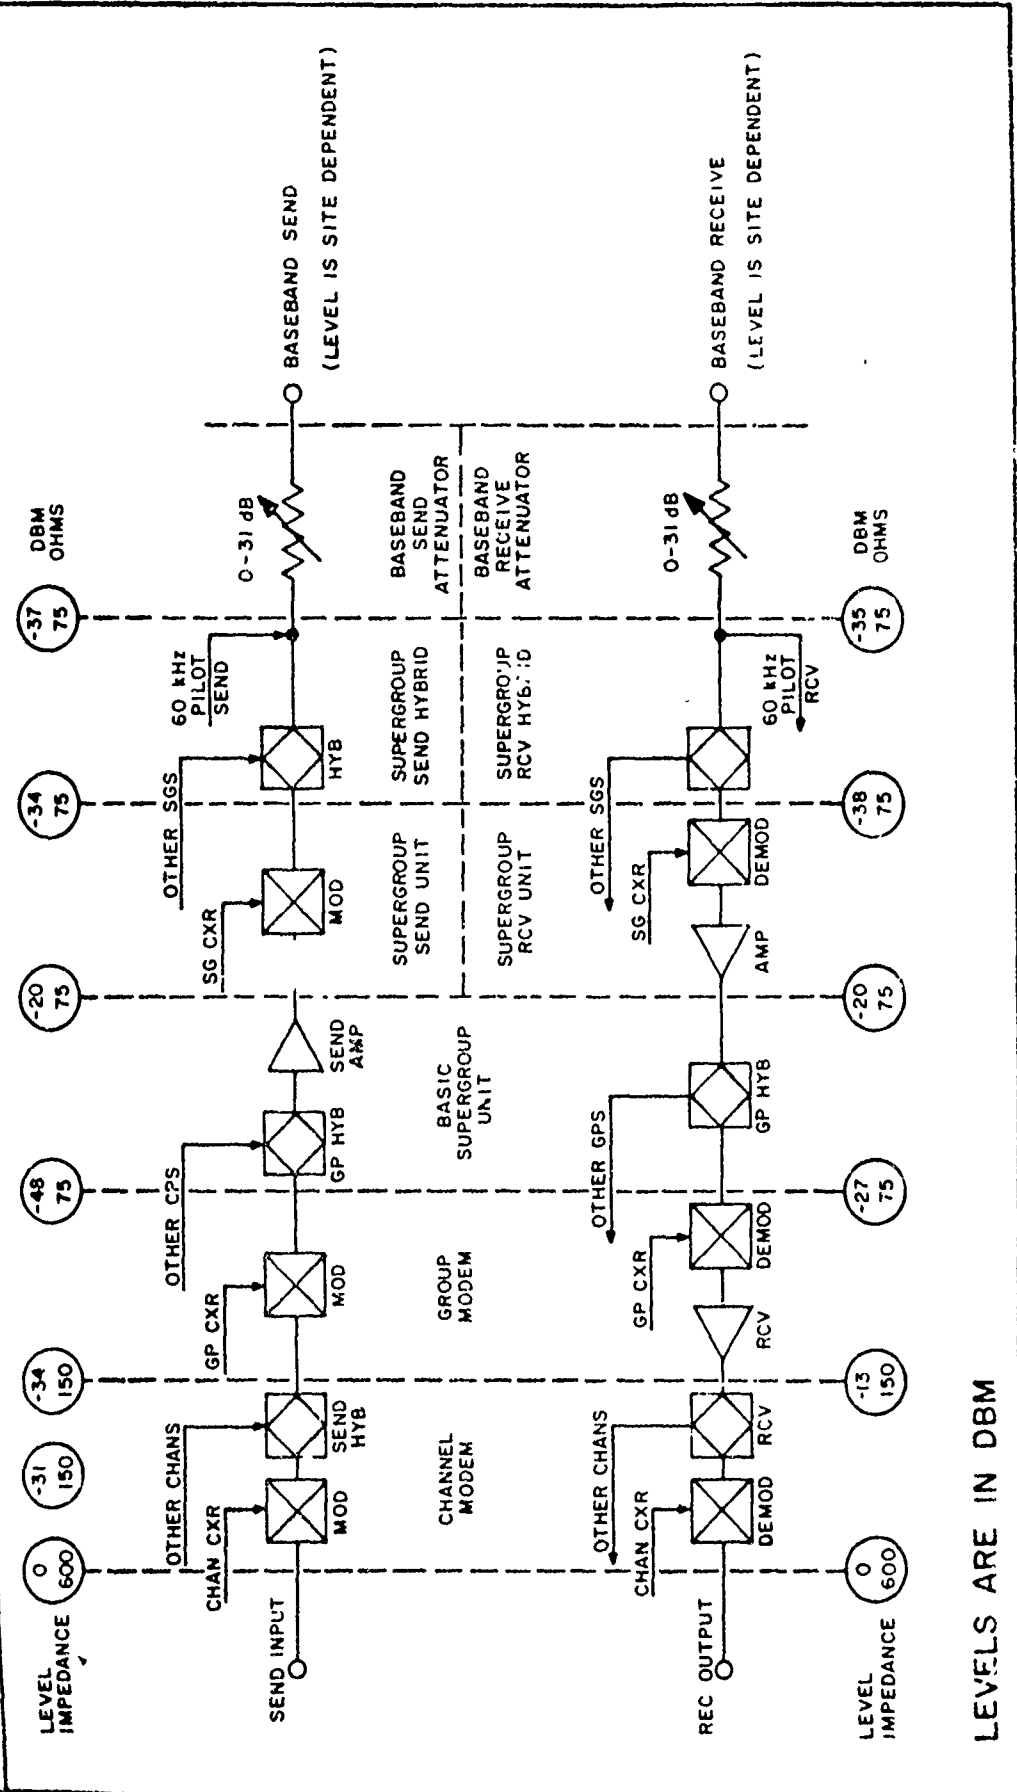 LEVEL
IMPEDANCE
0
600
-31
150
-34
150
-48
75
-20
75
-34
75
-37
75
DBM
OHMS
OTHER CHANS
CHAN CXR
GP CXR
OTHER GPS
SG CXR
OTHER SGS
60 kHz
PILOT
SEND
0-31 dB
SEND INPUT
MOD
SEND
HYB
MOD
GP HYB
SEND
AMP
MOD
HYB
BASEBAND SEND
(LEVEL IS SITE DEPENDENT)
CHANNEL
MODEM
GROUP
MODEM
BASIC
SUPERGROUP
UNIT
SUPERGROUP
SEND UNIT
SUPERGROUP
SEND HYBRID
BASEBAND
SEND
ATTENUATOR
SUPERGROUP
RCV UNIT
SUPERGROUP
RCV HYBRID
BASEBAND
RECEIVE
ATTENUATOR
OTHER CHANS
CHAN CXR
OTHER GPS
GP CXR
OTHER SGS
SG CXR
0-31 dB
REC OUTPUT
DEMOD
RCV
RCV
DEMOD
GP HYB
AMP
DEMOD
60 kHz
PILOT
RCV
BASEBAND RECEIVE
(LEVEL IS SITE DEPENDENT)
LEVEL
IMPEDANCE
0
600
-13
150
-27
75
-20
75
-38
75
-35
75
DBM
OHMS
LEVELS ARE IN DBM